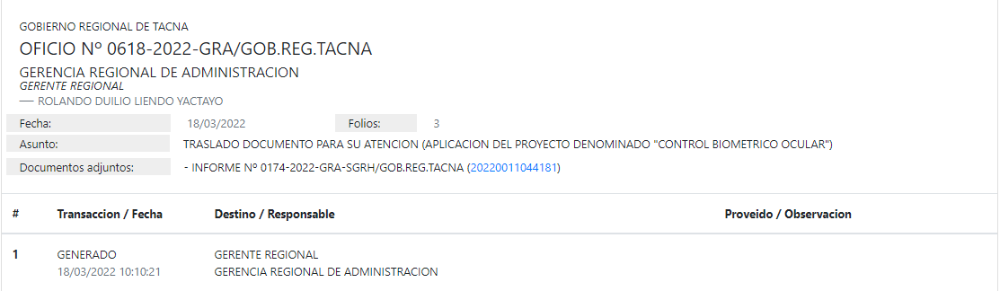 GOBIERNO REGIONAL DE TACNA
OFICIO Nº 0618-2022-GRA/GOB.REG.TACNA
GERENCIA REGIONAL DE ADMINISTRACION
GERENTE REGIONAL
— ROLANDO DUILIO LIENDO YACTAYO
Fecha: 18/03/2022 Folios: 3
Asunto: TRASLADO DOCUMENTO PARA SU ATENCION (APLICACION DEL PROYECTO DENOMINADO "CONTROL BIOMETRICO OCULAR")
Documentos adjuntos: - INFORME Nº 0174-2022-GRA-SGRH/GOB.REG.TACNA (20220011044181)
# Transaccion / Fecha Destino / Responsable Proveido / Observacion
1 GENERADO GERENTE REGIONAL
18/03/2022 10:10:21 GERENCIA REGIONAL DE ADMINISTRACION